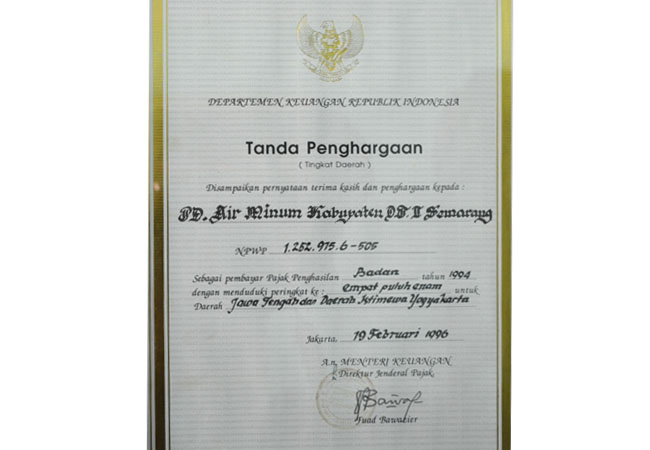 DEPARTEMEN KEUANGAN REPUBLIK INDONESIA
Tanda Penghargaan
( Tingkat Daerah )
Disampaikan pernyataan terima kasih dan penghargaan kepada :
PD. Air Minum Kabupaten DT. II Semarang
NPWP 1.252.975.6-505
Sebagai pembayar Pajak Penghasilan Badan tahun 1994
dengan menduduki peringkat ke : empat puluh enam untuk
Daerah Jawa Tengah dan Daerah Istimewa Yogyakarta
Jakarta, 19 Februari 1996
A.n. MENTERI KEUANGAN
Direktur Jenderal Pajak
Fuad Bawazier